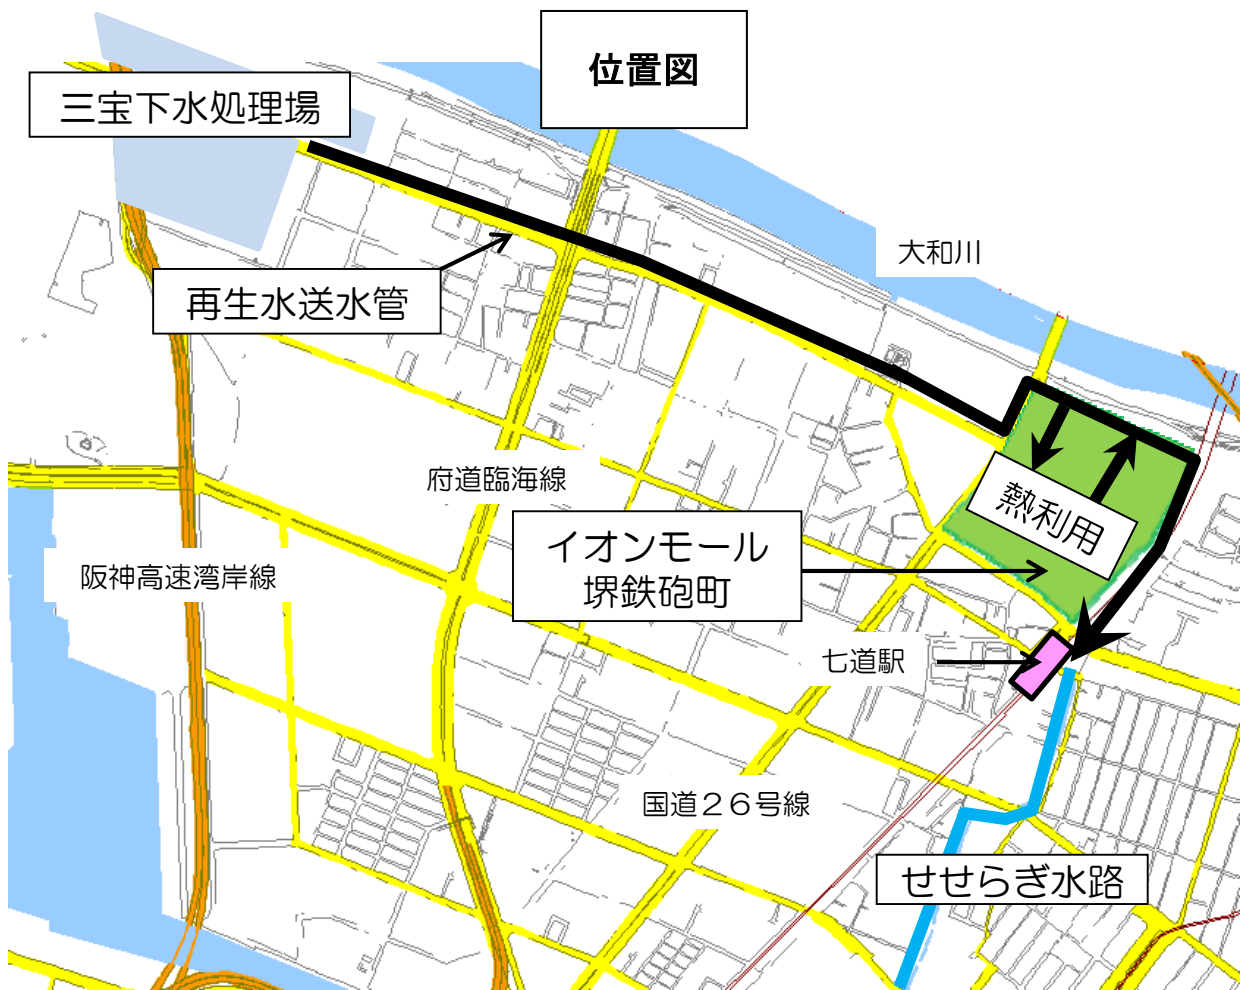 位置図
三宝下水処理場
大和川
再生水送水管
府道臨海線
熱利用
イオンモール
堺鉄砲町
阪神高速湾岸線
七道駅
国道２６号線
せせらぎ水路